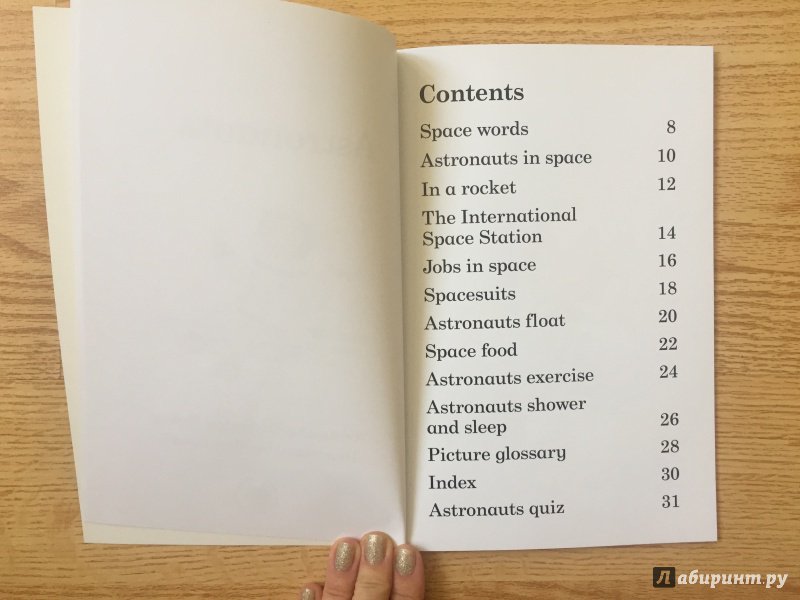 Contents
Space words 8
Astronauts in space 10
In a rocket 12
The International
Space Station 14
Jobs in space 16
Spacesuits 18
Astronauts float 20
Space food 22
Astronauts exercise 24
Astronauts shower
and sleep 26
Picture glossary 28
Index 30
Astronauts quiz 31
Лабиринт.ру